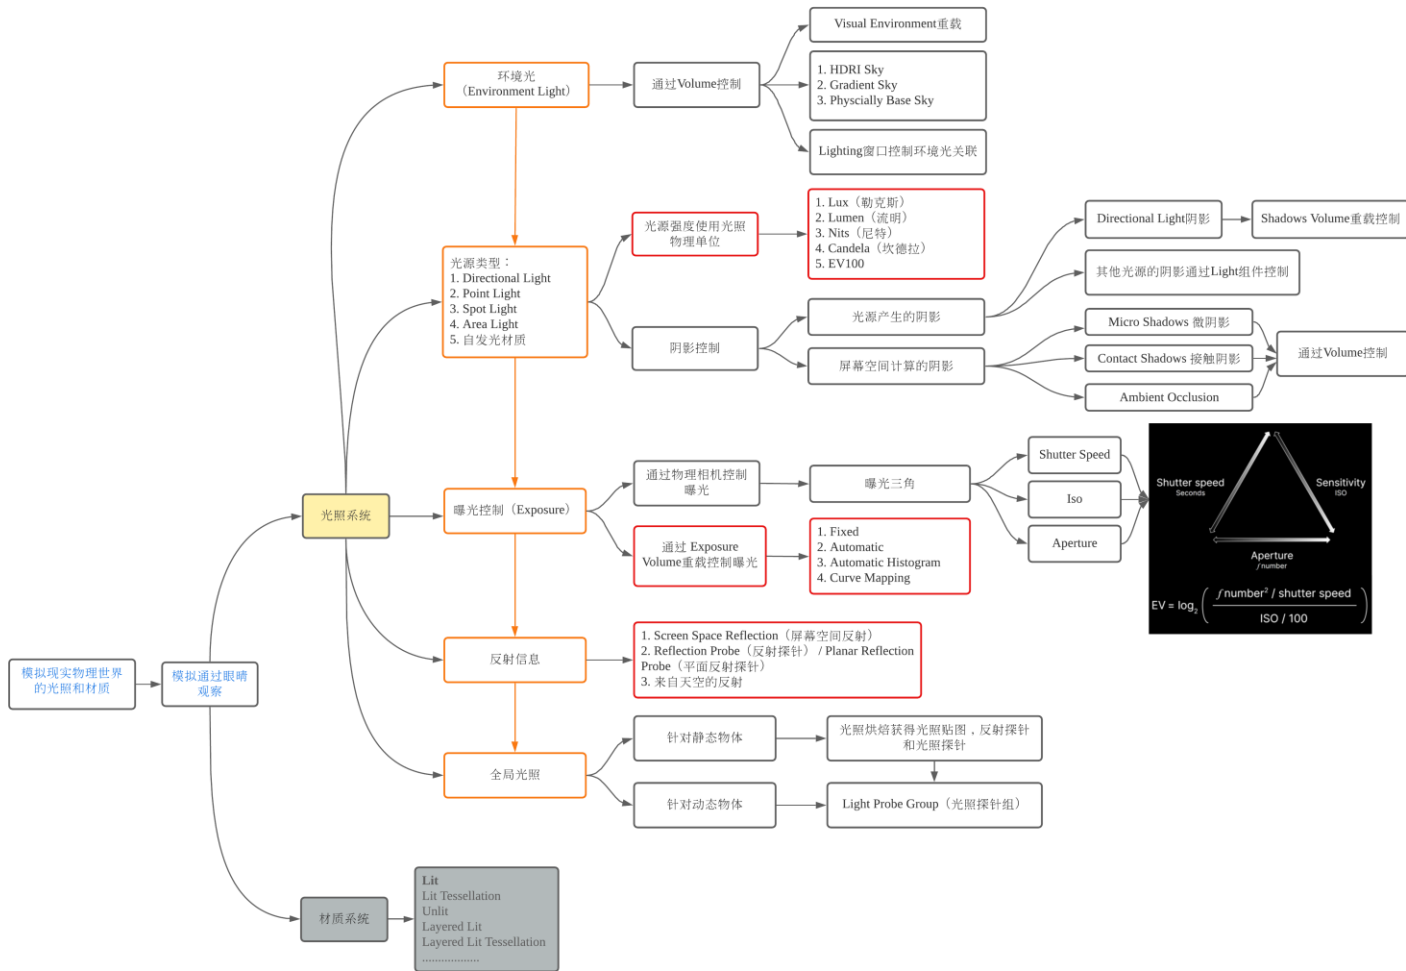 环境光
（Environment Light）
通过Volume控制
Visual Environment重载
1. HDRI Sky
2. Gradient Sky
3. Physcially Base Sky
Lighting窗口控制环境光关联
光源类型：
1. Directional Light
2. Point Light
3. Spot Light
4. Area Light
5. 自发光材质
光源强度使用光照
物理单位
1. Lux（勒克斯）
2. Lumen（流明）
3. Nits（尼特）
4. Candela（坎德拉）
5. EV100
阴影控制
光源产生的阴影
Directional Light阴影
Shadows Volume重载控制
其他光源的阴影通过Light组件控制
屏幕空间计算的阴影
Micro Shadows 微阴影
Contact Shadows 接触阴影
Ambient Occlusion
通过Volume控制
光照系统
曝光控制（Exposure）
通过物理相机控制
曝光
曝光三角
Shutter Speed
Iso
Aperture
Shutter speed
Seconds
Sensitivity
ISO
Aperture
f number
EV = log₂ ( f number² / shutter speed
ISO / 100 )
通过 Exposure
Volume重载控制曝光
1. Fixed
2. Automatic
3. Automatic Histogram
4. Curve Mapping
反射信息
1. Screen Space Reflection（屏幕空间反射）
2. Reflection Probe（反射探针） / Planar Reflection
Probe（平面反射探针）
3. 来自天空的反射
模拟现实物理世界
的光照和材质
模拟通过眼睛
观察
全局光照
针对静态物体
光照烘焙获得光照贴图，反射探针
和光照探针
针对动态物体
Light Probe Group（光照探针组）
材质系统
Lit
Lit Tessellation
Unlit
Layered Lit
Layered Lit Tessellation
..................